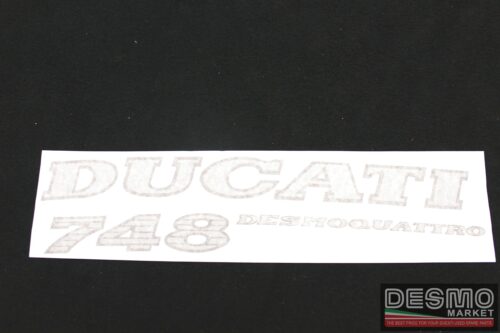 DUCATI
748 DESMOQUATTRO
DESMO
MARKET